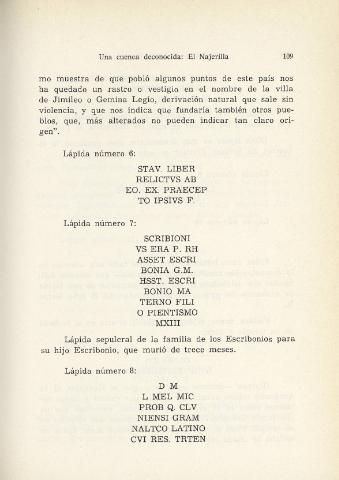 Una cuenca deconocida: El Najerilla 109
mo muestra de que pobló algunos puntos de este país nos
ha quedado un rastro o vestigio en el nombre de la villa
de Jimileo o Gemina Legio, derivación natural que sale sin
violencia, y que nos indica que fundaría también otros pue-
blos, que, más alterados no pueden indicar tan claro ori-
gen".
Lápida número 6:
STAV. LIBER
RELICTVS AB
EO. EX. PRAECEP
TO IPSIVS F.
Lápida número 7:
SCRIBIONI
VS ERA P. RH
ASSET ESCRI
BONIA G.M.
HSST. ESCRI
BONIO MA
TERNO FILI
O PIENTISMO
MXIII
Lápida sepulcral de la familia de los Escribonios para
su hijo Escribonio, que murió de trece meses.
Lápida número 8:
D M
L MEL MIC
PROB Q. CLV
NIENSI GRAM
NALTCO LATINO
CVI RES. TRTEN